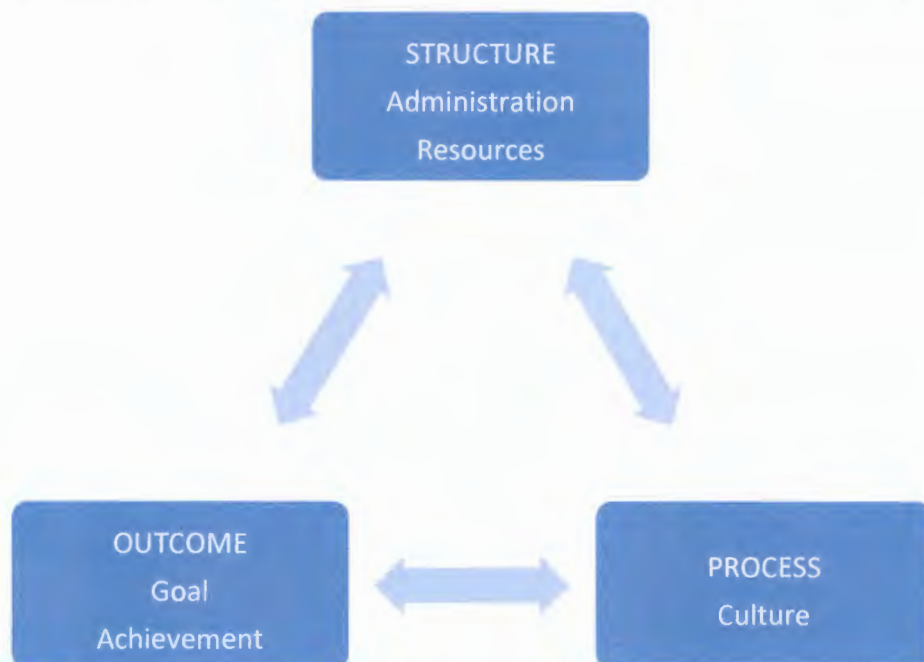 STRUCTURE
Administration
Resources
OUTCOME
Goal
Achievement
PROCESS
Culture